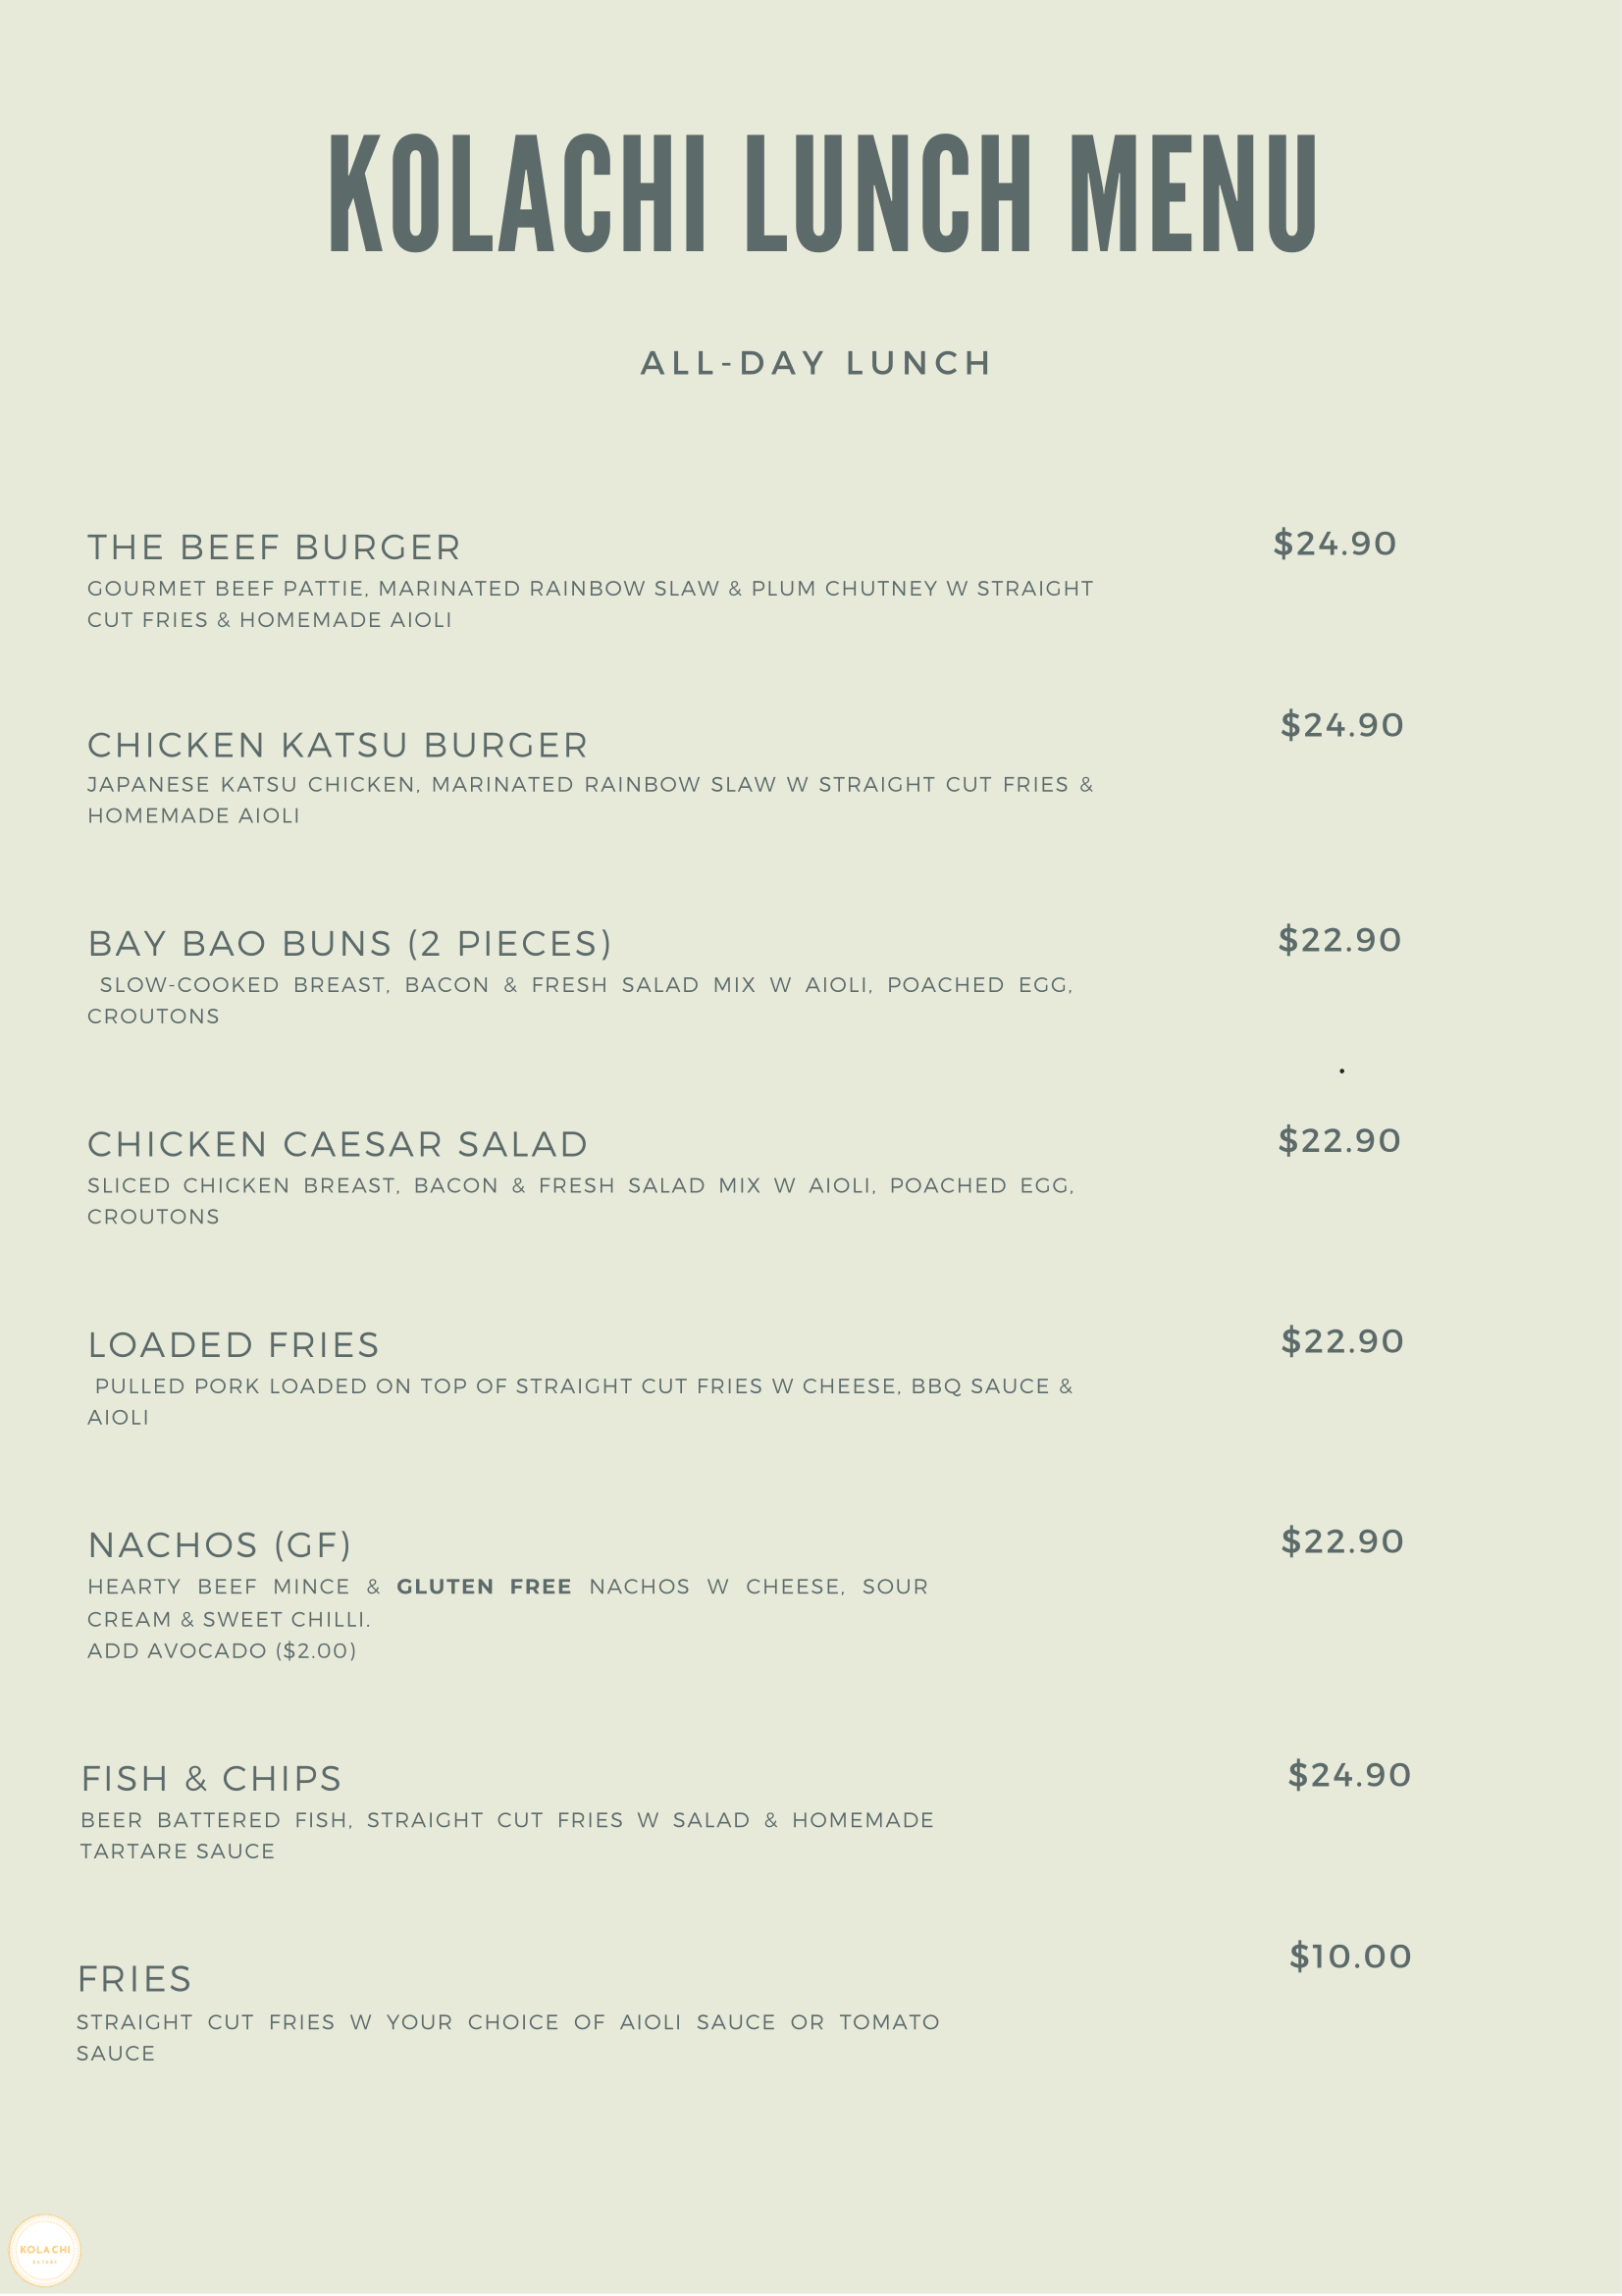 KOLACHI LUNCH MENU
ALL-DAY LUNCH
THE BEEF BURGER
$24.90
GOURMET BEEF PATTIE, MARINATED RAINBOW SLAW & PLUM CHUTNEY W STRAIGHT
CUT FRIES & HOMEMADE AIOLI
CHICKEN KATSU BURGER
$24.90
JAPANESE KATSU CHICKEN, MARINATED RAINBOW SLAW W STRAIGHT CUT FRIES &
HOMEMADE AIOLI
BAY BAO BUNS (2 PIECES)
$22.90
SLOW-COOKED BREAST, BACON & FRESH SALAD MIX W AIOLI, POACHED EGG,
CROUTONS
.
CHICKEN CAESAR SALAD
$22.90
SLICED CHICKEN BREAST, BACON & FRESH SALAD MIX W AIOLI, POACHED EGG,
CROUTONS
LOADED FRIES
$22.90
PULLED PORK LOADED ON TOP OF STRAIGHT CUT FRIES W CHEESE, BBQ SAUCE &
AIOLI
NACHOS (GF)
$22.90
HEARTY BEEF MINCE & GLUTEN FREE NACHOS W CHEESE, SOUR
CREAM & SWEET CHILLI.
ADD AVOCADO ($2.00)
FISH & CHIPS
$24.90
BEER BATTERED FISH, STRAIGHT CUT FRIES W SALAD & HOMEMADE
TARTARE SAUCE
FRIES
$10.00
STRAIGHT CUT FRIES W YOUR CHOICE OF AIOLI SAUCE OR TOMATO
SAUCE
KOLACHI
EATERY